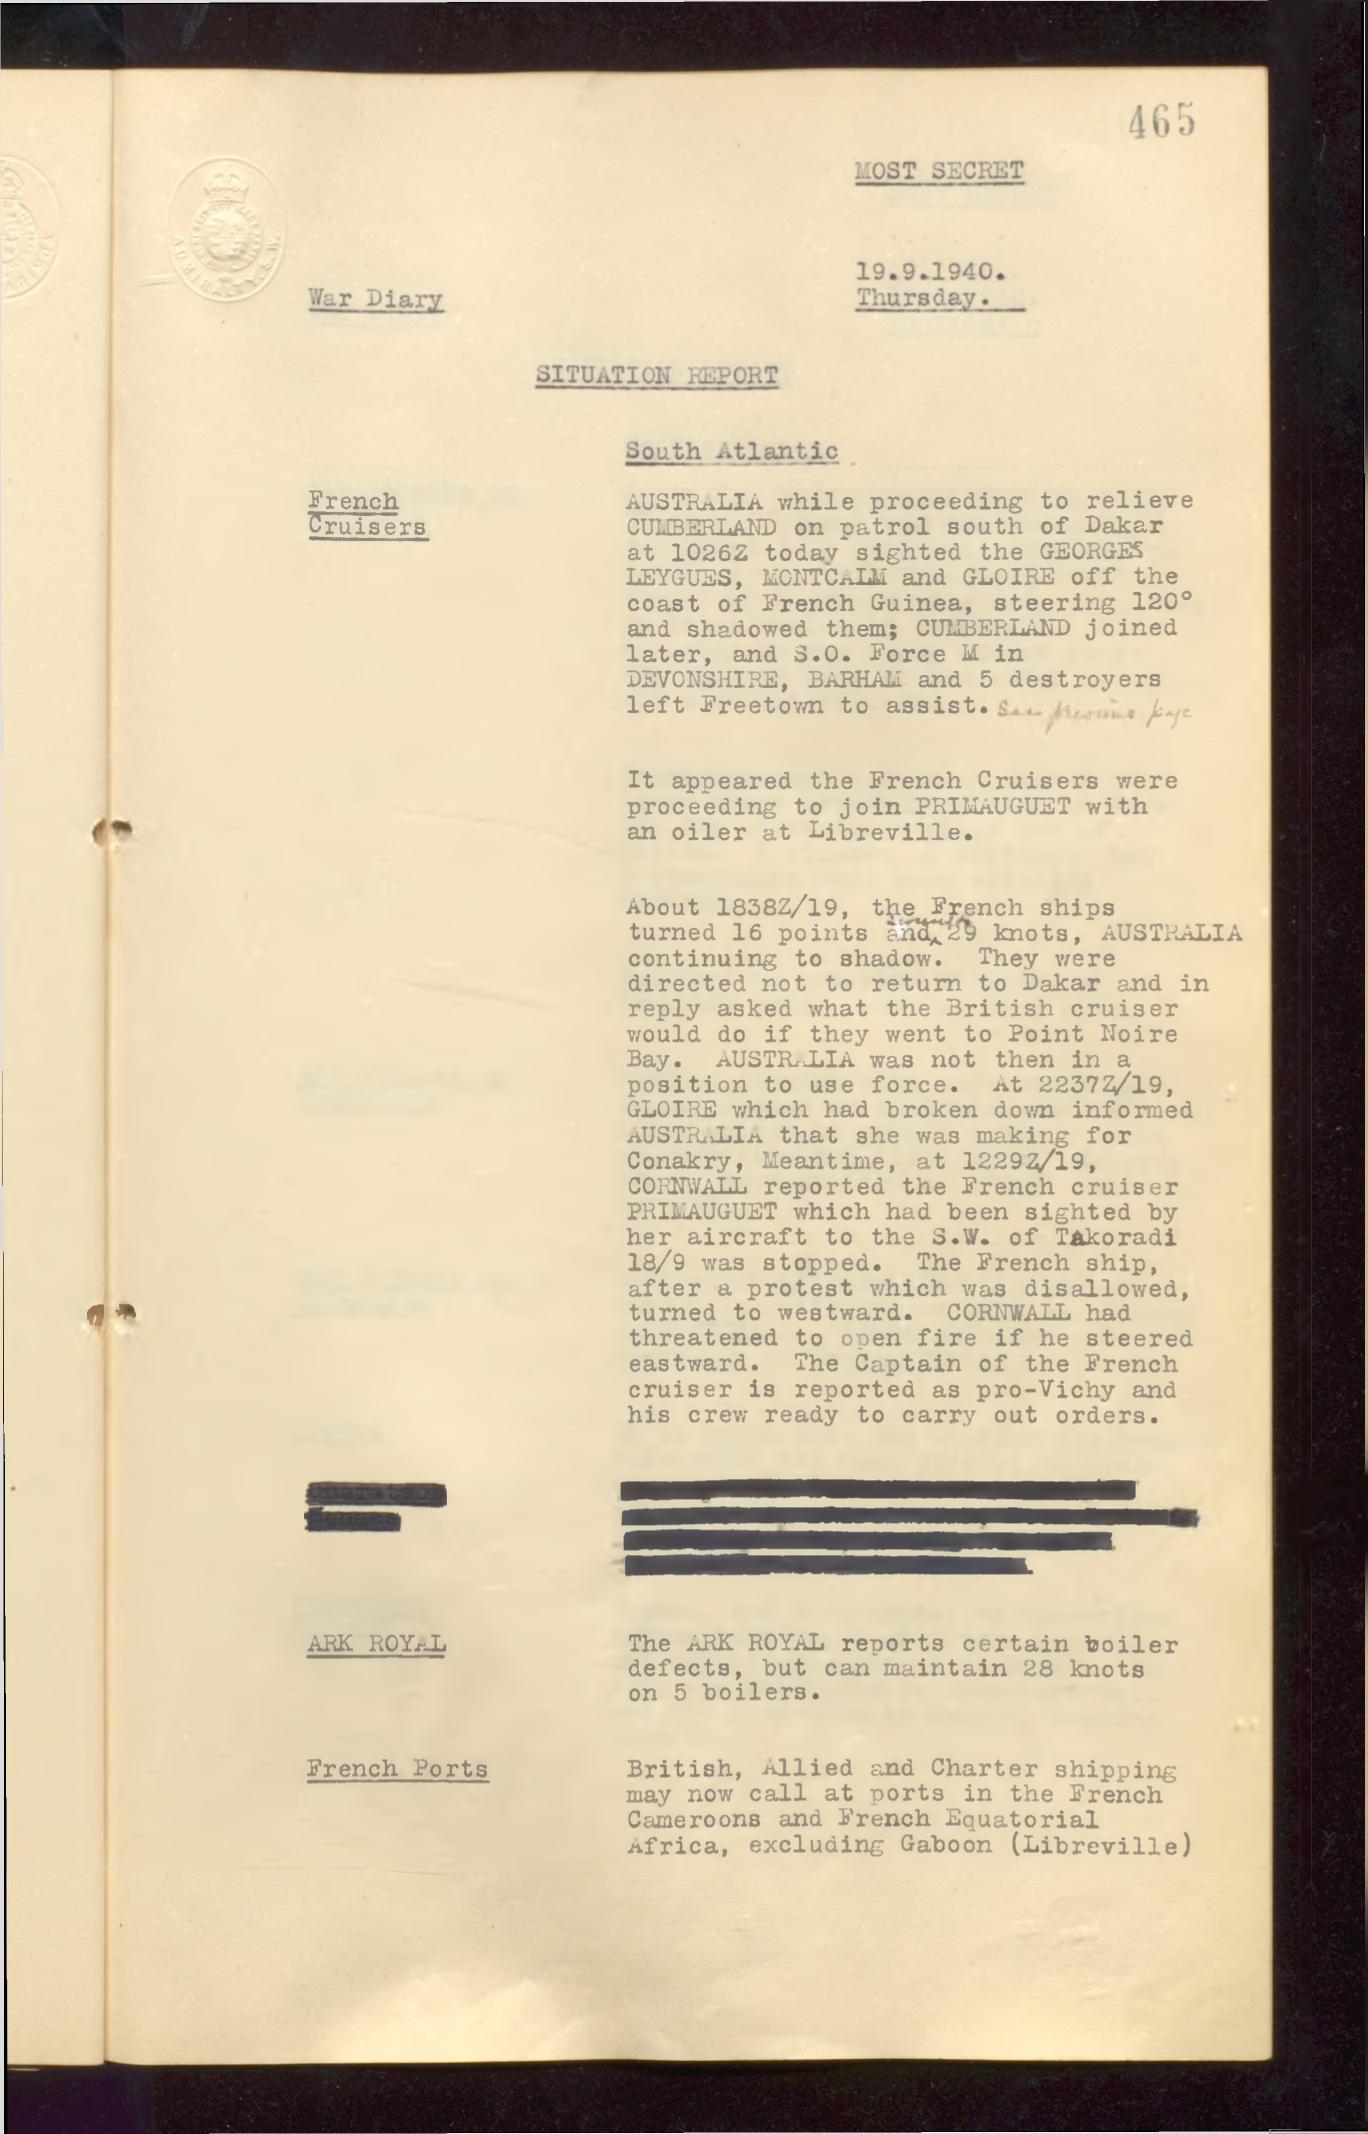 465
MOST SECRET
19.9.1940.
Thursday.
War Diary
SITUATION REPORT
South Atlantic
French
Cruisers
AUSTRALIA while proceeding to relieve
CUMBERLAND on patrol south of Dakar
at 1026Z today sighted the GEORGES
LEYGUES, MONTCALM and GLOIRE off the
coast of French Guinea, steering 120°
and shadowed them; CUMBERLAND joined
later, and S.O. Force M in
DEVONSHIRE, BARHAM and 5 destroyers
left Freetown to assist. See previous page
It appeared the French Cruisers were
proceeding to join PRIMAUGUET with
an oiler at Libreville.
About 1838Z/19, the French ships
turned 16 points and 29 knots, AUSTRALIA
continuing to shadow. They were
directed not to return to Dakar and in
reply asked what the British cruiser
would do if they went to Point Noire
Bay. AUSTRALIA was not then in a
position to use force. At 2237Z/19,
GLOIRE which had broken down informed
AUSTRALIA that she was making for
Conakry, Meantime, at 1229Z/19,
CORNWALL reported the French cruiser
PRIMAUGUET which had been sighted by
her aircraft to the S.W. of Takoradi
18/9 was stopped. The French ship,
after a protest which was disallowed,
turned to westward. CORNWALL had
threatened to open fire if he steered
eastward. The Captain of the French
cruiser is reported as pro-Vichy and
his crew ready to carry out orders.
ARK ROYAL
The ARK ROYAL reports certain boiler
defects, but can maintain 28 knots
on 5 boilers.
French Ports
British, Allied and Charter shipping
may now call at ports in the French
Cameroons and French Equatorial
Africa, excluding Gaboon (Libreville)